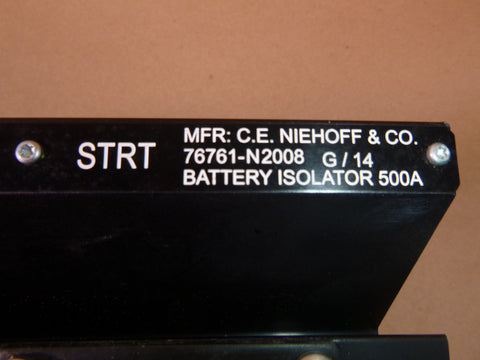 STRT
MFR: C.E. NIEHOFF & CO.
76761-N2008 G/14
BATTERY ISOLATOR 500A